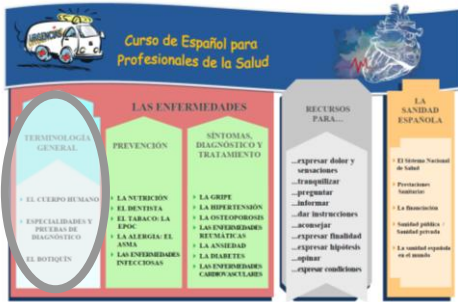 URGENCIAS
Curso de Español para
Profesionales de la Salud
TERMINOLOGÍA
GENERAL
EL CUERPO HUMANO
ESPECIALIDADES Y
PRUEBAS DE
DIAGNÓSTICO
EL BOTIQUÍN
LAS ENFERMEDADES
PREVENCIÓN
LA NUTRICIÓN
EL DENTISTA
EL TABACO: LA
EPOC
LA ALERGIA: EL
ASMA
LAS ENFERMEDADES
INFECCIOSAS
SÍNTOMAS,
DIAGNÓSTICO Y
TRATAMIENTO
LA GRIPE
LA HIPERTENSIÓN
LA OSTEOPOROSIS
LAS ENFERMEDADES
REUMÁTICAS
LA ANSIEDAD
LA DIABETES
LAS ENFERMEDADES
CARDIOVASCULARES
RECURSOS
PARA...
...expresar dolor y
sensaciones
...tranquilizar
...preguntar
...informar
...dar instrucciones
...aconsejar
...expresar finalidad
...expresar hipótesis
...opinar
...expresar condiciones
LA
SANIDAD
ESPAÑOLA
El Sistema Nacional
de Salud
Prestaciones
Sanitarias
La financiación
Sanidad pública
Sanidad privada
La sanidad española
en el mundo